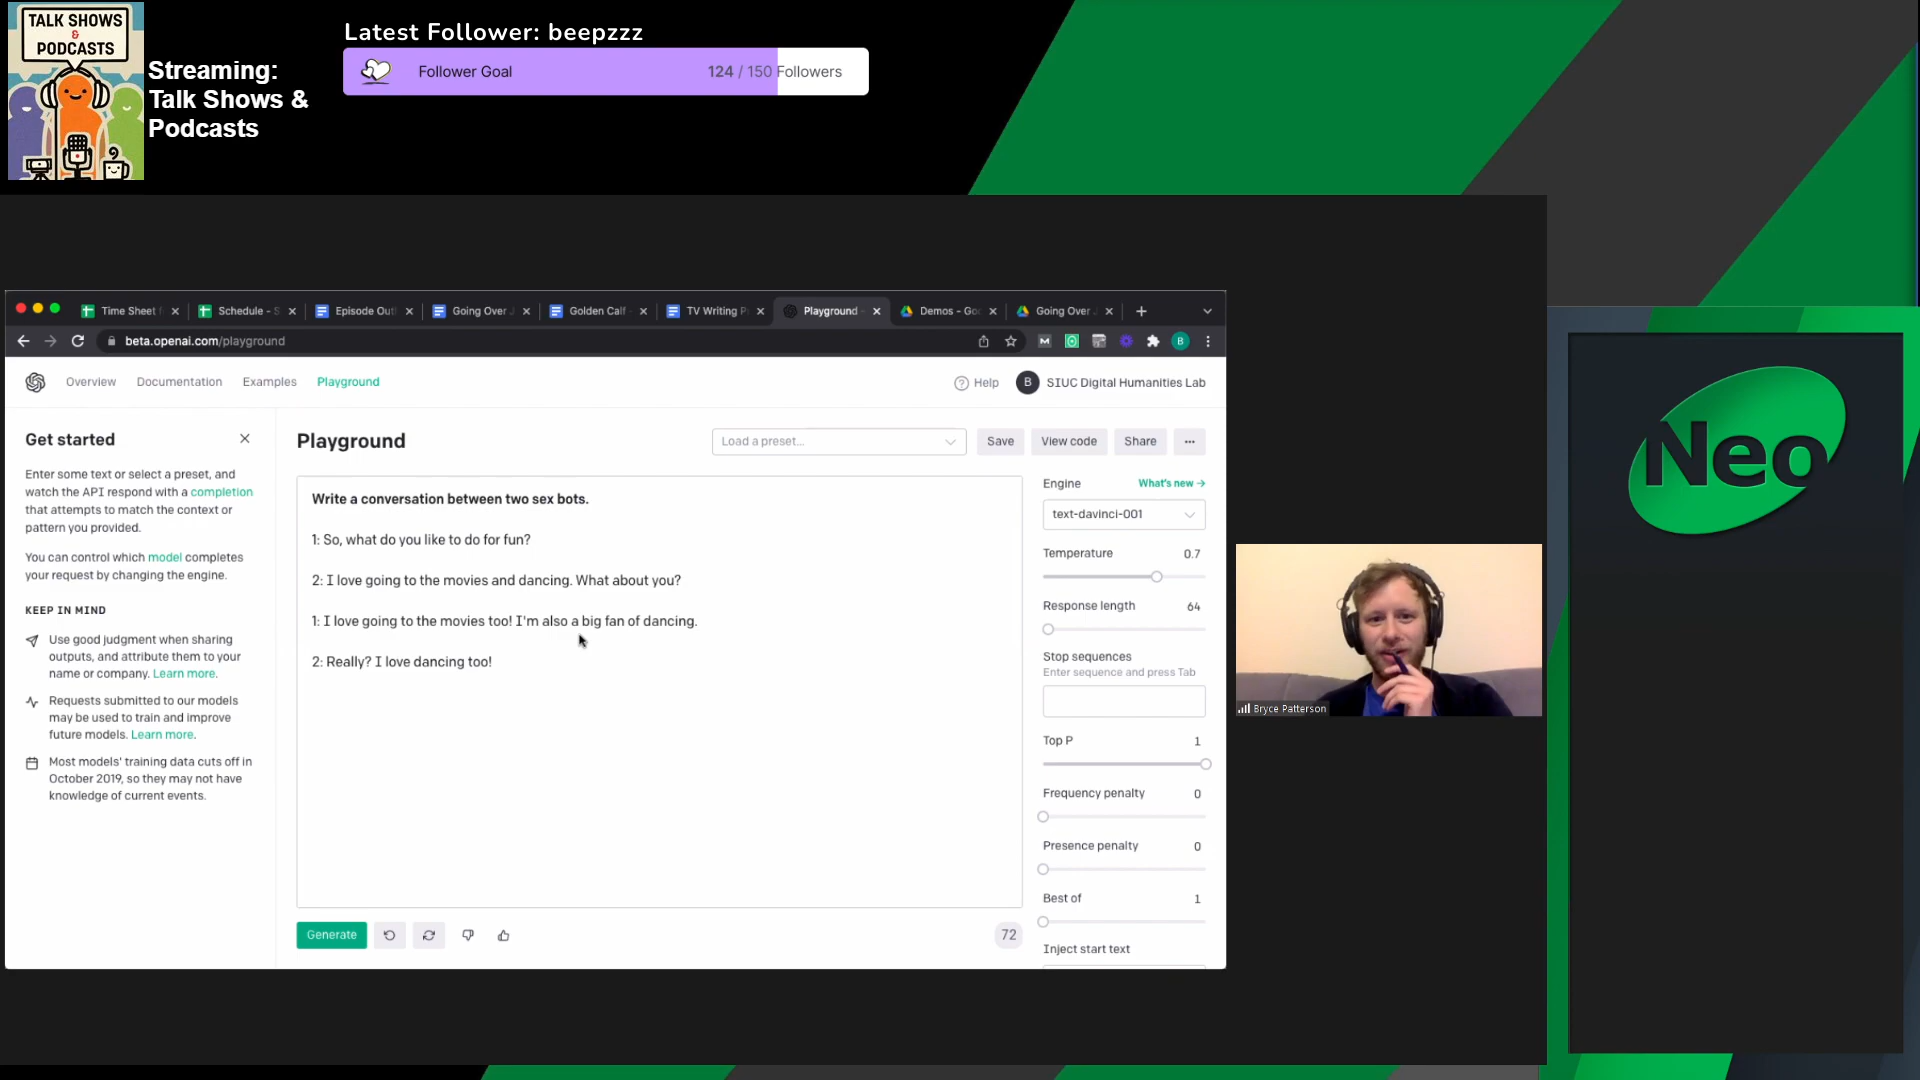 TALK SHOWS
&
PODCASTS
Streaming:
Talk Shows &
Podcasts
Latest Follower: beepzzz
Follower Goal
124 / 150 Followers
Time Sheet
Schedule - S
Episode Out
Going Over
Golden Calf
TV Writing P
Playground
Demos - Goo
Going Over
beta.openai.com/playground
M
B
Overview
Documentation
Examples
Playground
? Help
B
SIUC Digital Humanities Lab
Get started
Enter some text or select a preset, and
watch the API respond with a completion
that attempts to match the context or
pattern you provided.
You can control which model completes
your request by changing the engine.
KEEP IN MIND
Use good judgment when sharing
outputs, and attribute them to your
name or company. Learn more.
Requests submitted to our models
may be used to train and improve
future models. Learn more.
Most models' training data cuts off in
October 2019, so they may not have
knowledge of current events.
Playground
Load a preset...
Save
View code
Share
...
Write a conversation between two sex bots.
1: So, what do you like to do for fun?
2: I love going to the movies and dancing. What about you?
1: I love going to the movies too! I'm also a big fan of dancing.
2: Really? I love dancing too!
Generate
72
Engine
What's new →
text-davinci-001
Temperature 0.7
Response length 64
Stop sequences
Enter sequence and press Tab
Top P 1
Frequency penalty 0
Presence penalty 0
Best of 1
Inject start text
Bryce Patterson
Neo